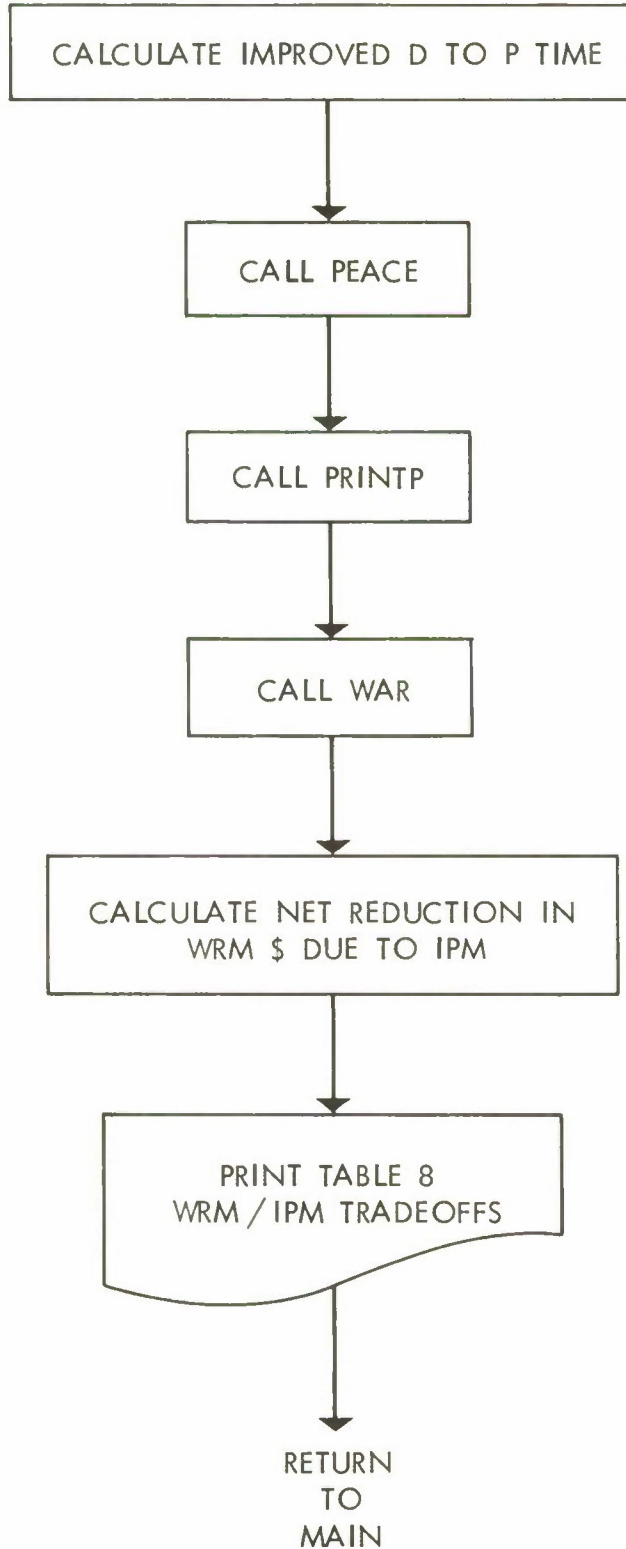 CALCULATE IMPROVED D TO P TIME
CALL PEACE
CALL PRINTP
CALL WAR
CALCULATE NET REDUCTION IN
WRM $ DUE TO IPM
PRINT TABLE 8
WRM / IPM TRADEOFFS
RETURN
TO
MAIN